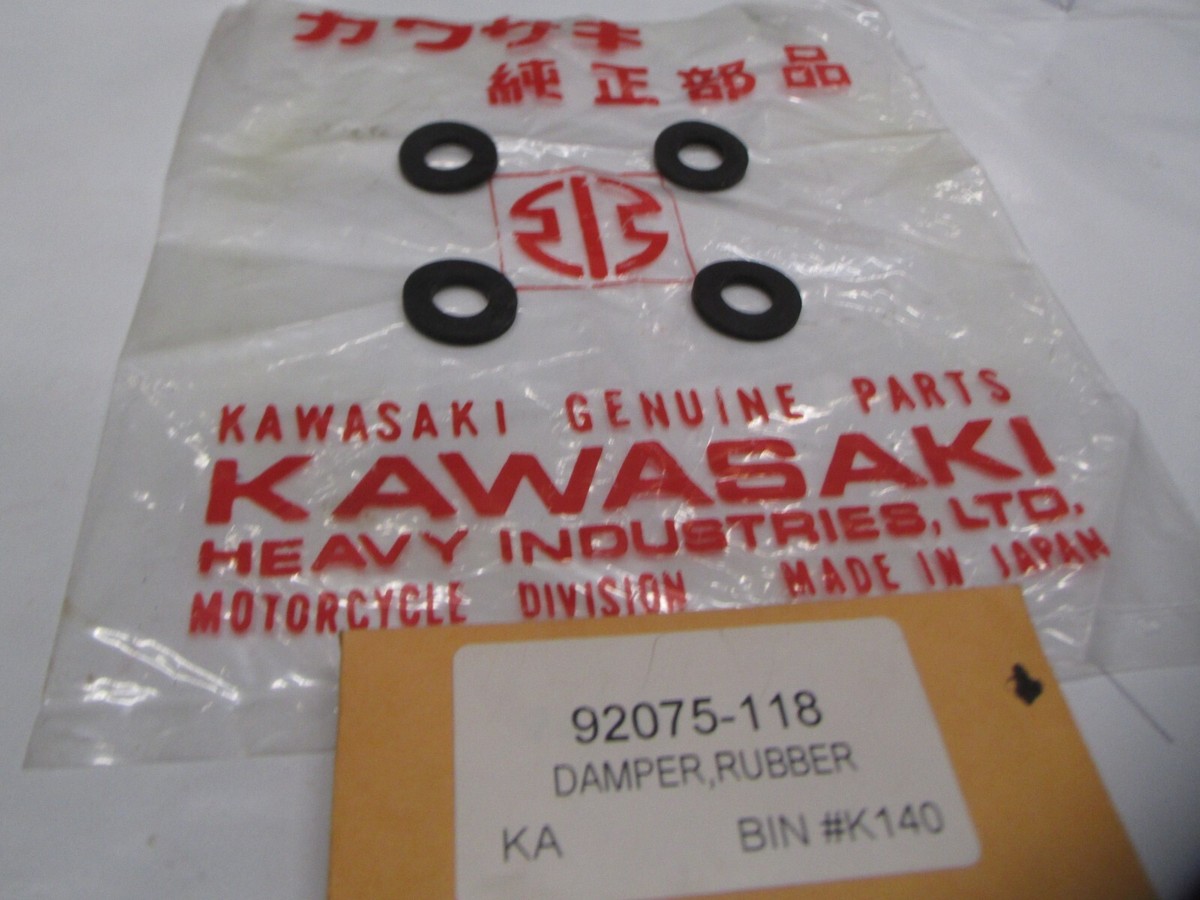 カワサキ
純正部品
KAWASAKI GENUINE PARTS
KAWASAKI
HEAVY INDUSTRIES, LTD.
MOTORCYCLE DIVISION MADE IN JAPAN
92075-118
DAMPER,RUBBER
KA BIN #K140